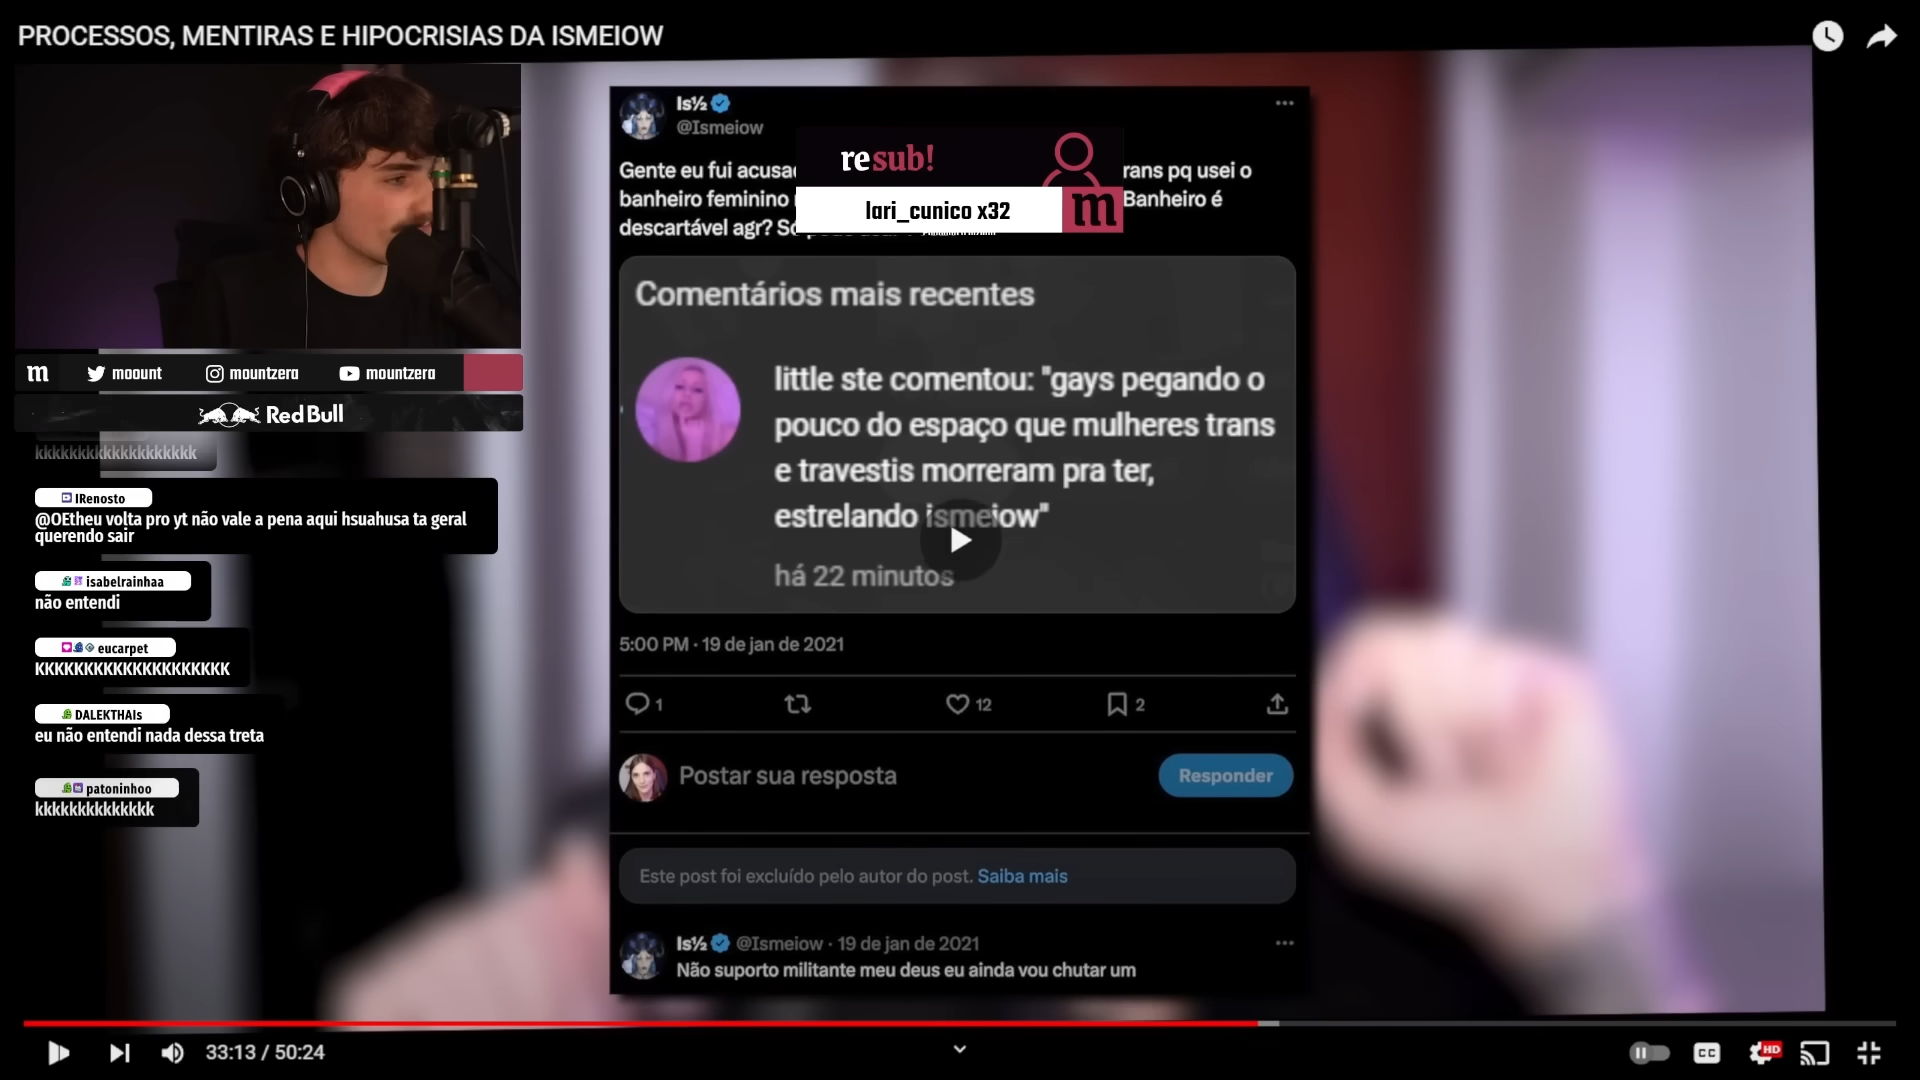 PROCESSOS, MENTIRAS E HIPOCRISIAS DA ISMEIOW
m moount mountzera mountzera
Red Bull
kkkkkkkkkkkkkkkkkkk
IRenosto
@OEtheu volta pro yt não vale a pena aqui hsuahusa ta geral
querendo sair
isabelrainhaa
não entendi
eucarpet
KKKKKKKKKKKKKKKKKKKK
DALEKTHAIs
eu não entendi nada dessa treta
patoninhoo
kkkkkkkkkkkkkk
Is½
@Ismeiow
resub!
lari_cunico x32
m
Gente eu fui acusa rans pq usei o
banheiro feminino Banheiro é
descartável agr? Só
Comentários mais recentes
little ste comentou: "gays pegando o
pouco do espaço que mulheres trans
e travestis morreram pra ter,
estrelando ismeiow"
há 22 minutos
5:00 PM · 19 de jan de 2021
1 12 2
Postar sua resposta
Responder
Este post foi excluído pelo autor do post. Saiba mais
Is½ @Ismeiow · 19 de jan de 2021
Não suporto militante meu deus eu ainda vou chutar um
33:13 / 50:24
CC HD